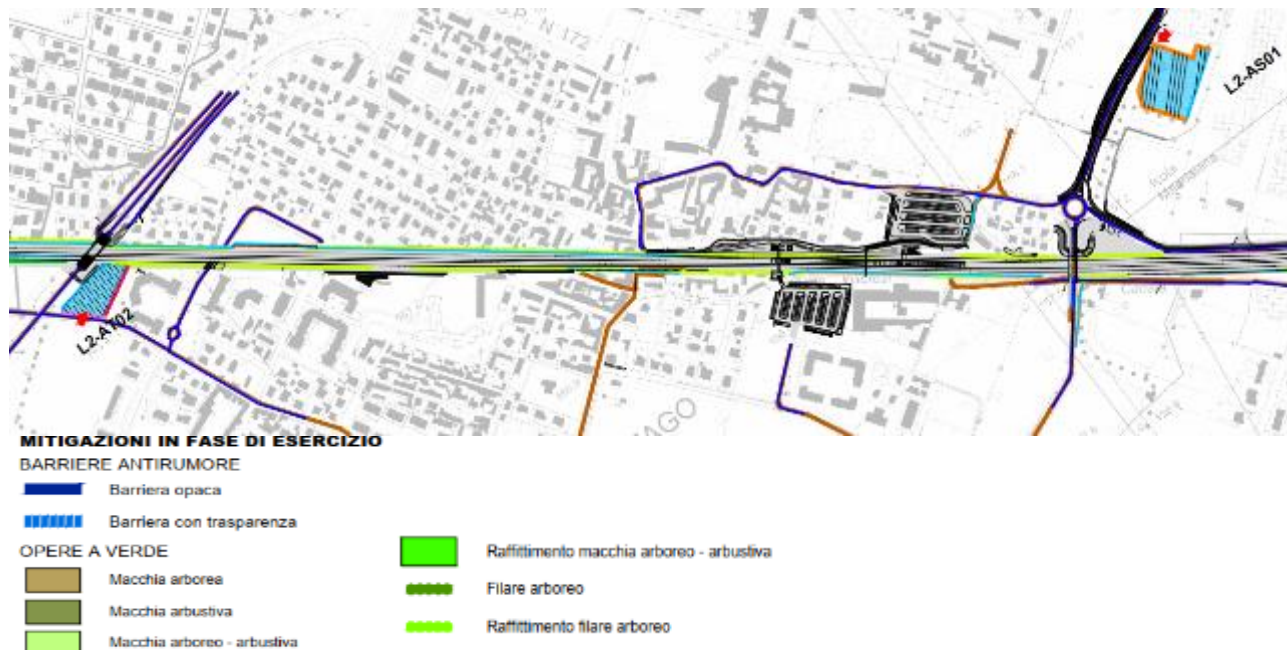 L2-AS01
L2-AT02
MITIGAZIONI IN FASE DI ESERCIZIO
BARRIERE ANTIRUMORE
Barriera opaca
Barriera con trasparenza
OPERE A VERDE
Macchia arborea
Macchia arbustiva
Macchia arboreo - arbustiva
Raffittimento macchia arboreo - arbustiva
Filare arboreo
Raffittimento filare arboreo